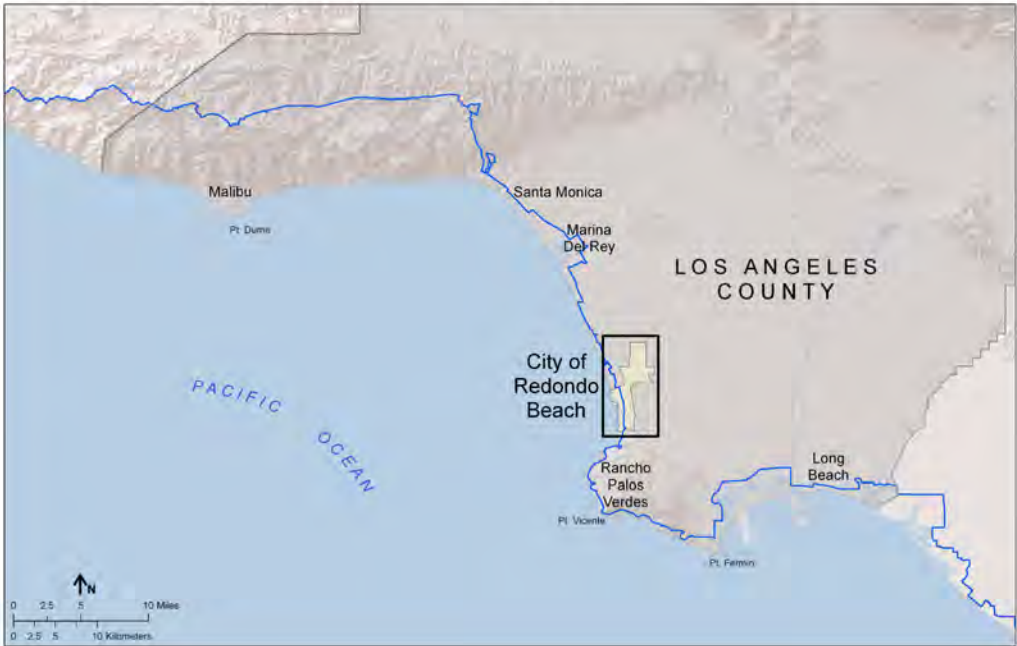 Malibu
Pt. Dume
Santa Monica
Marina
Del Rey
LOS ANGELES
COUNTY
City of
Redondo
Beach
PACIFIC
OCEAN
Rancho
Palos
Verdes
Long
Beach
Pt. Vicente
Pt. Fermin
N
0 2.5 5 10 Miles
0 2.5 5 10 Kilometers